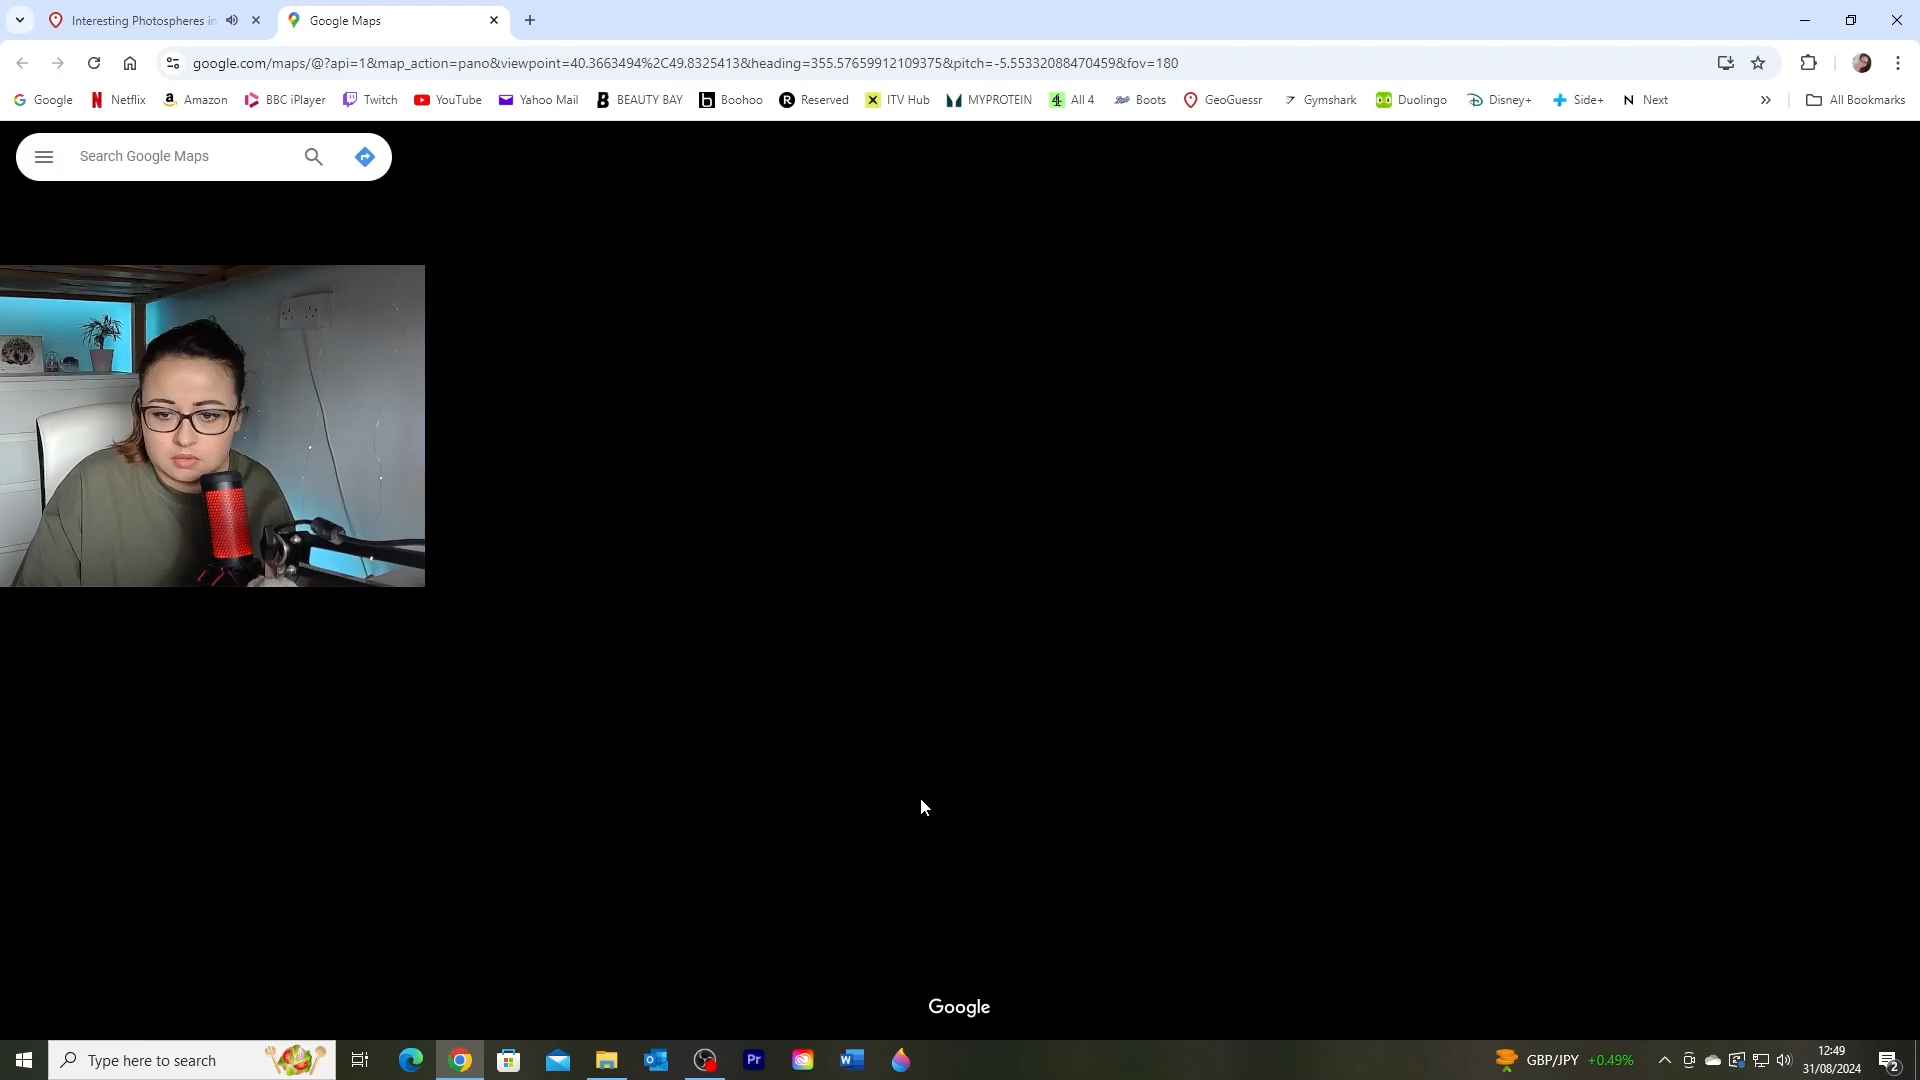 Interesting Photospheres in
Google Maps
google.com/maps/@?api=1&map_action=pano&viewpoint=40.3663494%2C49.8325413&heading=355.57659912109375&pitch=-5.55332088470459&fov=180
Google Netflix Amazon BBC iPlayer Twitch YouTube Yahoo Mail BEAUTY BAY Boohoo Reserved ITV Hub MYPROTEIN All 4 Boots GeoGuessr Gymshark Duolingo Disney+ Side+ Next All Bookmarks
Search Google Maps
Google
Type here to search
GBP/JPY +0.49%
12:49
31/08/2024
2